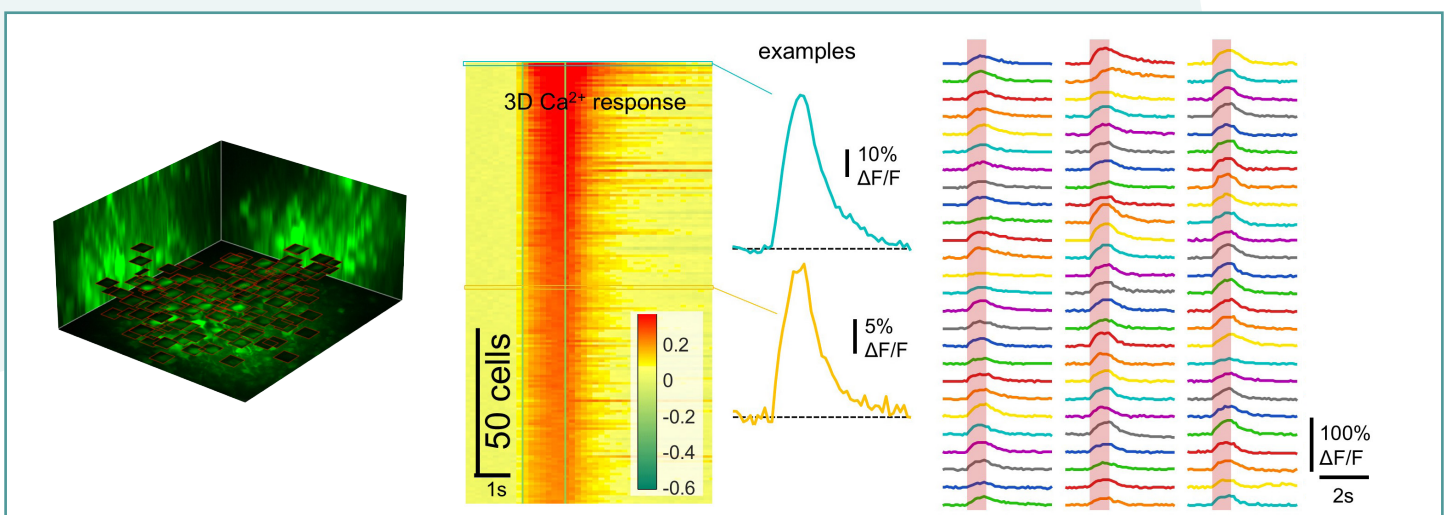 examples
3D Ca²⁺ response
10%
ΔF/F
5%
ΔF/F
0.2
0
-0.2
-0.4
-0.6
50 cells
1s
100%
ΔF/F
2s